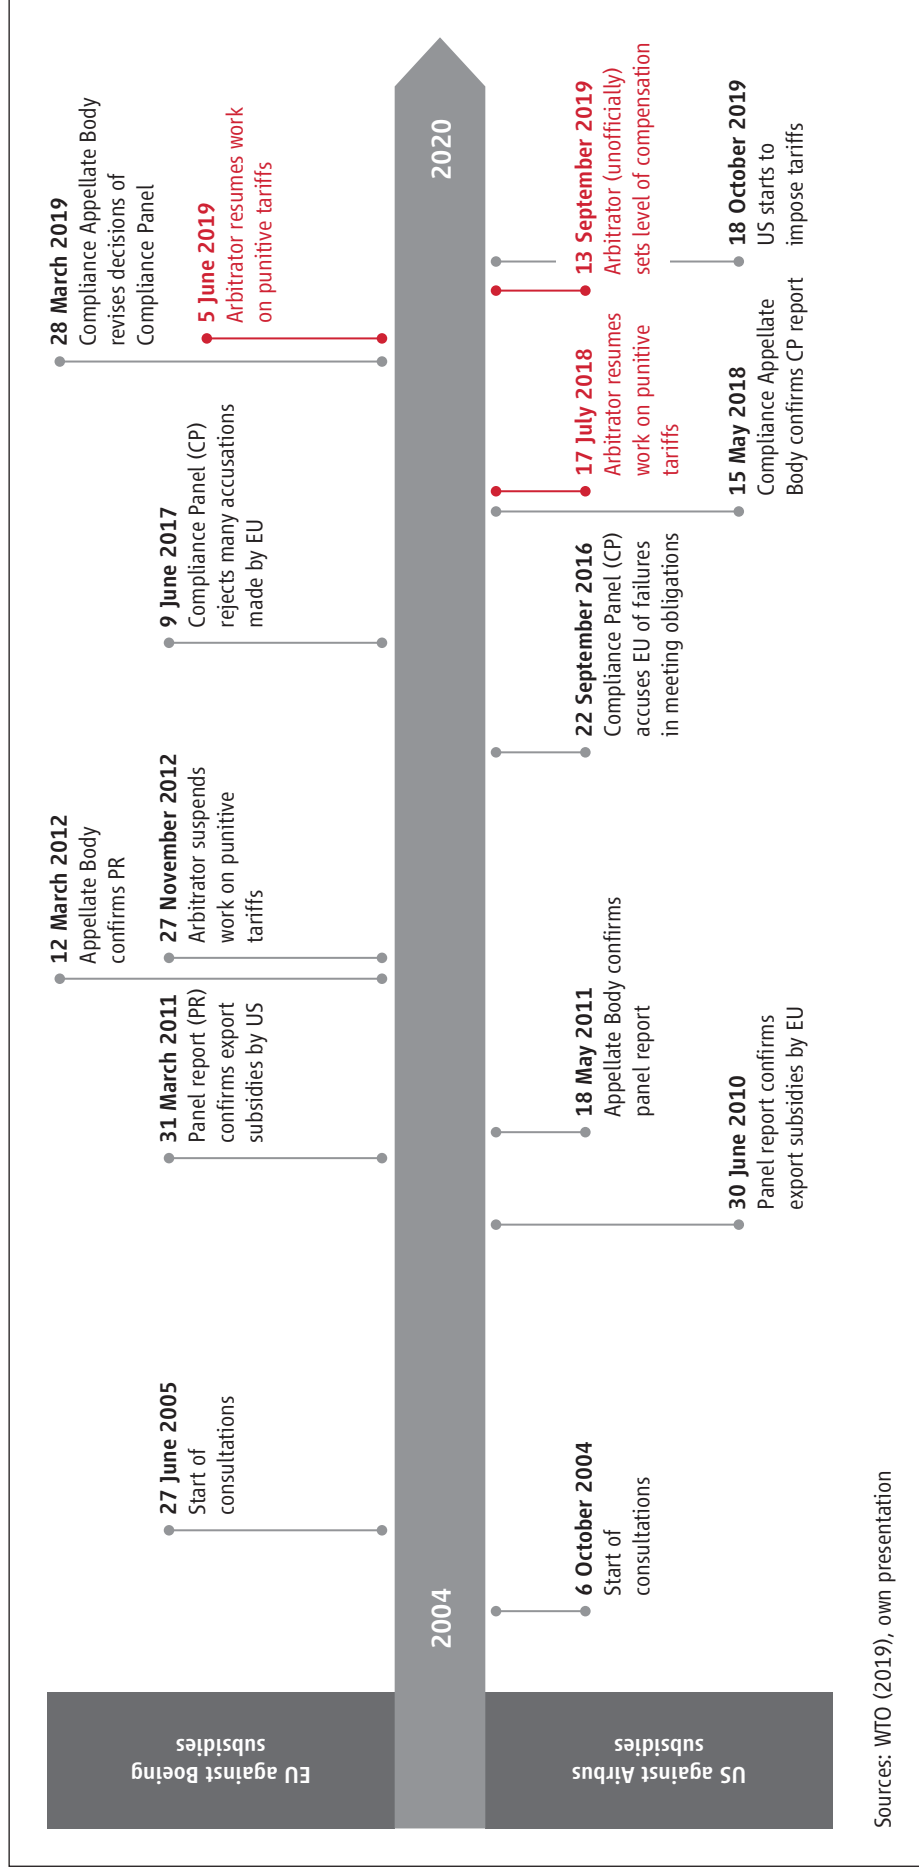 EU against Boeing
subsidies
US against Airbus
subsidies
2004
2020
27 June 2005
Start of
consultations
31 March 2011
Panel report (PR)
confirms export
subsidies by US
12 March 2012
Appellate Body
confirms PR
27 November 2012
Arbitrator suspends
work on punitive
tariffs
9 June 2017
Compliance Panel (CP)
rejects many accusations
made by EU
28 March 2019
Compliance Appellate Body
revises decisions of
Compliance Panel
5 June 2019
Arbitrator resumes work
on punitive tariffs
6 October 2004
Start of
consultations
30 June 2010
Panel report confirms
export subsidies by EU
18 May 2011
Appellate Body confirms
panel report
22 September 2016
Compliance Panel (CP)
accuses EU of failures
in meeting obligations
15 May 2018
Compliance Appellate
Body confirms CP report
17 July 2018
Arbitrator resumes
work on punitive
tariffs
13 September 2019
Arbitrator (unofficially)
sets level of compensation
18 October 2019
US starts to
impose tariffs
Sources: WTO (2019), own presentation